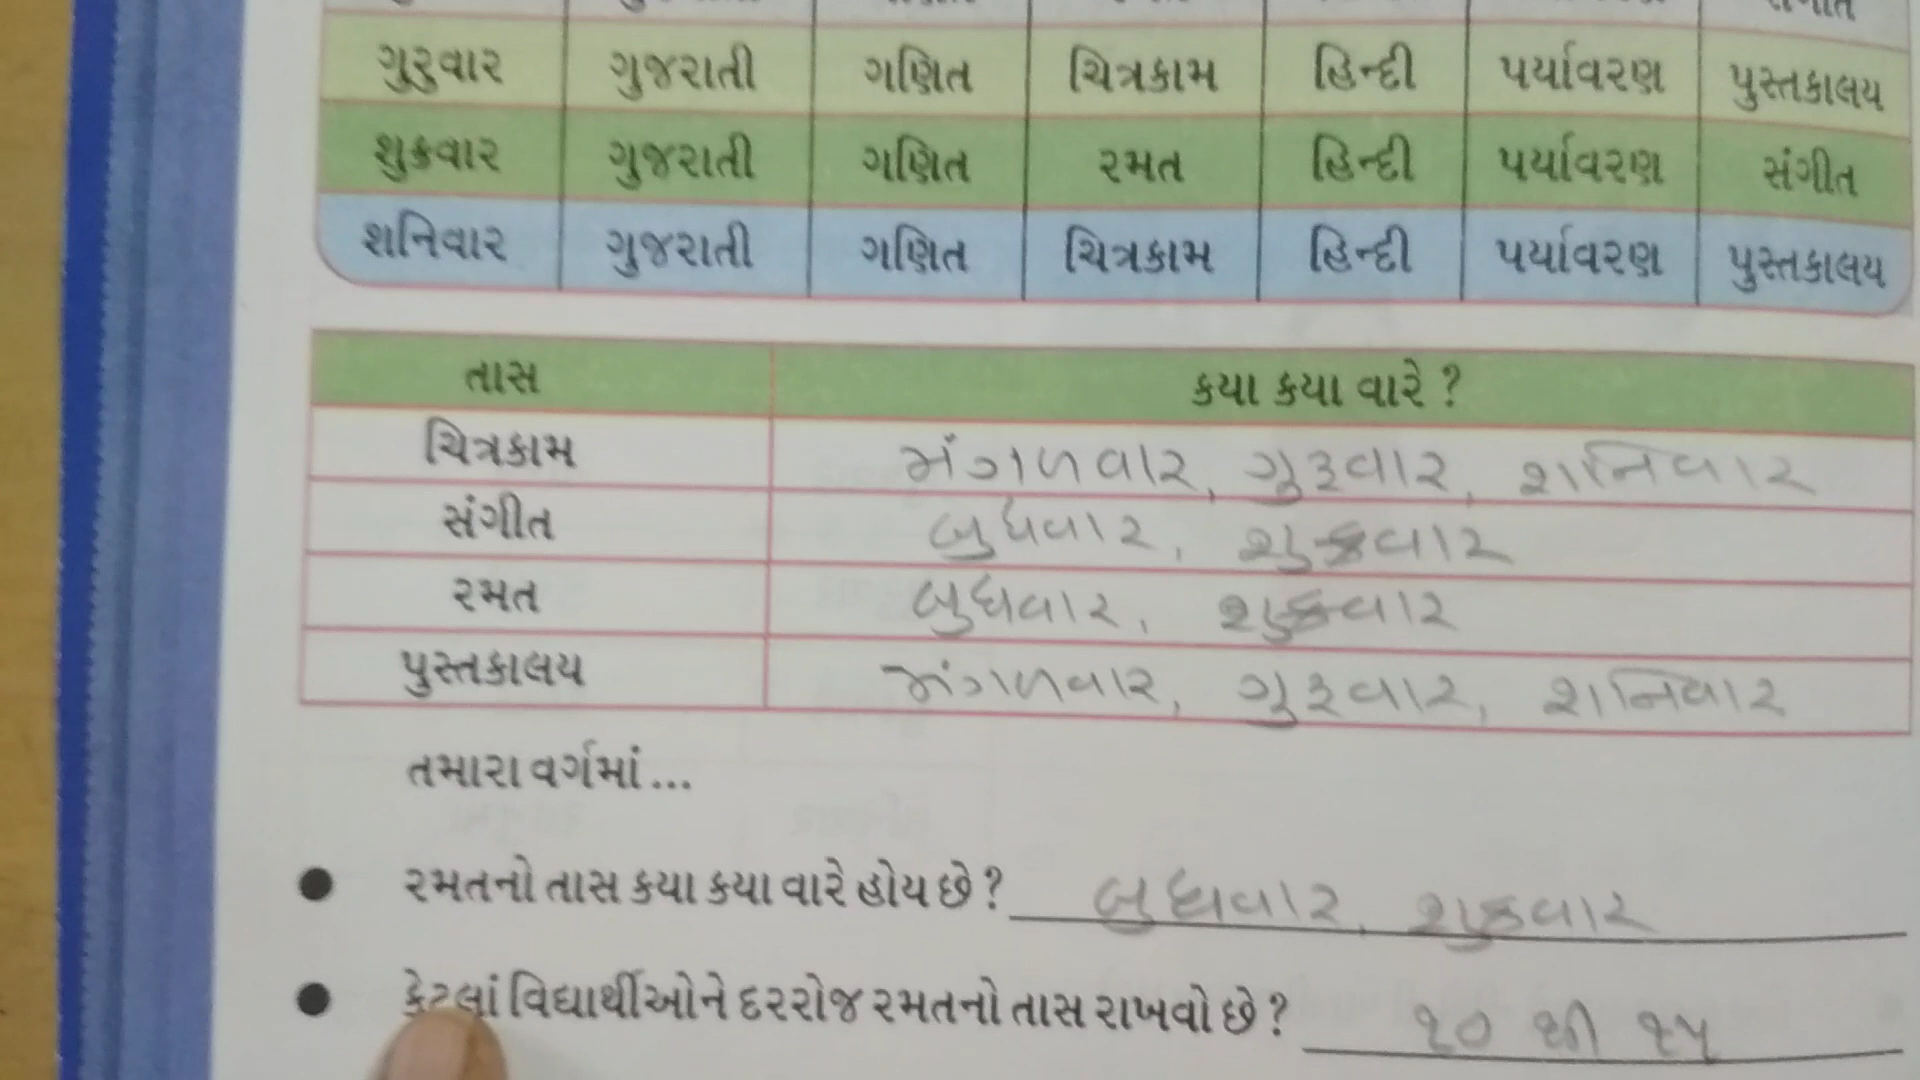 સંગીત
ગુરુવાર ગુજરાતી ગણિત ચિત્રકામ હિન્દી પર્યાવરણ પુસ્તકાલય
શુક્રવાર ગુજરાતી ગણિત રમત હિન્દી પર્યાવરણ સંગીત
શનિવાર ગુજરાતી ગણિત ચિત્રકામ હિન્દી પર્યાવરણ પુસ્તકાલય
તાસ કયા કયા વારે ?
ચિત્રકામ મંગળવાર, ગુરૂવાર, શનિવાર
સંગીત બુધવાર, શુક્રવાર
રમત બુધવાર, શુક્રવાર
પુસ્તકાલય મંગળવાર, ગુરૂવાર, શનિવાર
તમારા વર્ગમાં...
● રમતનો તાસ કયા કયા વારે હોય છે ? બુધવાર, શુક્રવાર
● કેટલાં વિદ્યાર્થીઓને દરરોજ રમતનો તાસ રાખવો છે ? ૧૦ થી ૧૫